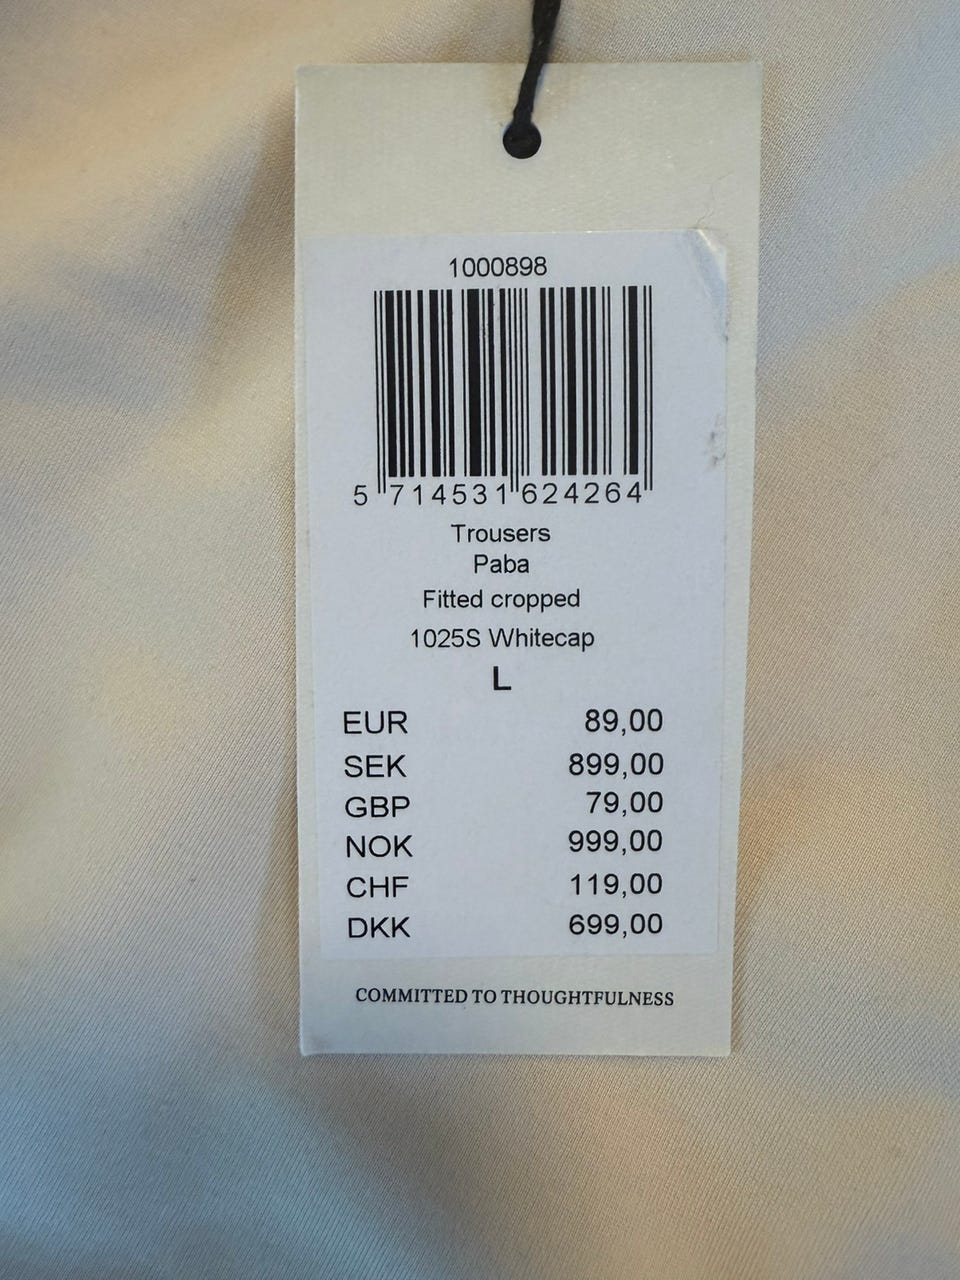 1000898
5 714531 624264
Trousers
Paba
Fitted cropped
1025S Whitecap
L
EUR 89,00
SEK 899,00
GBP 79,00
NOK 999,00
CHF 119,00
DKK 699,00
COMMITTED TO THOUGHTFULNESS